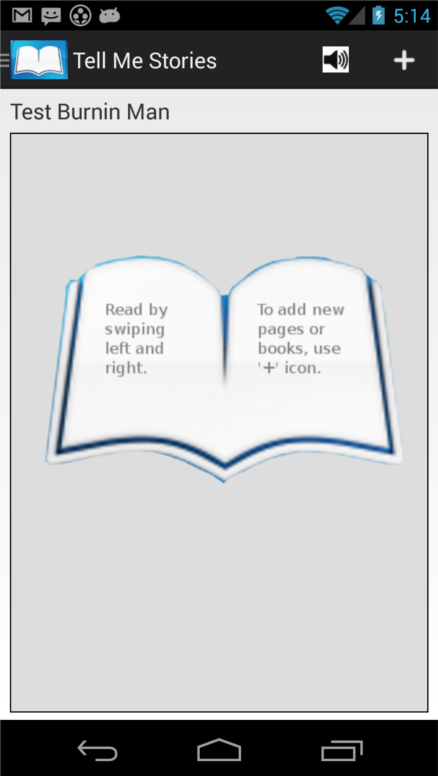 5:14
Tell Me Stories
Test Burnin Man
Read by
swiping
left and
right.
To add new
pages or
books, use
'+' icon.